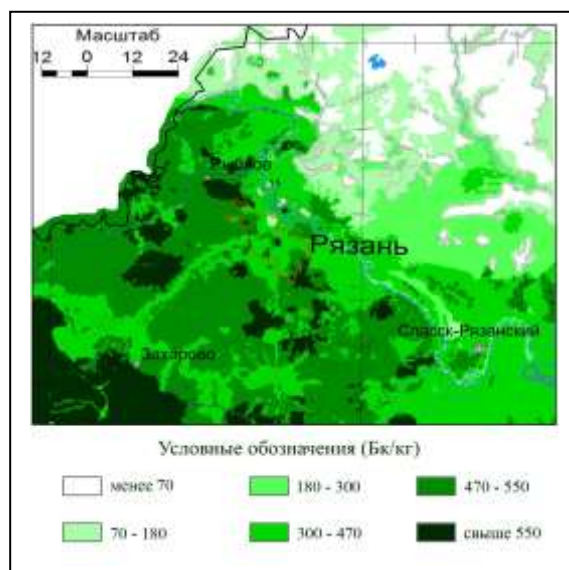 Масштаб
12 0 12 24
Рязань
Спасск-Рязанский
Захарово
Условные обозначения (Бк/кг)
менее 70
180 - 300
470 - 550
70 - 180
300 - 470
свыше 550